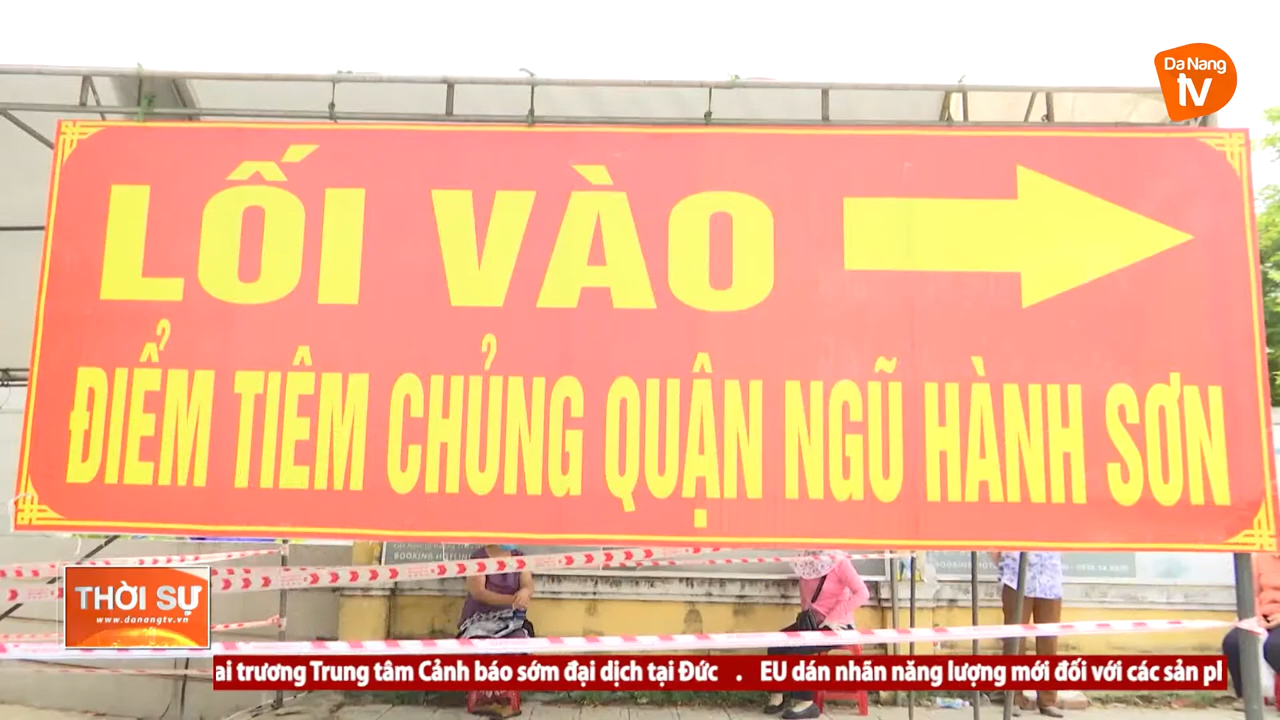 Da Nang
tv
LỐI VÀO
ĐIỂM TIÊM CHỦNG QUẬN NGŨ HÀNH SƠN
BOOKING HOTLINE
THỜI SỰ
www.danangtv.vn
ai trương Trung tâm Cảnh báo sớm đại dịch tại Đức . EU dán nhãn năng lượng mới đối với các sản pl